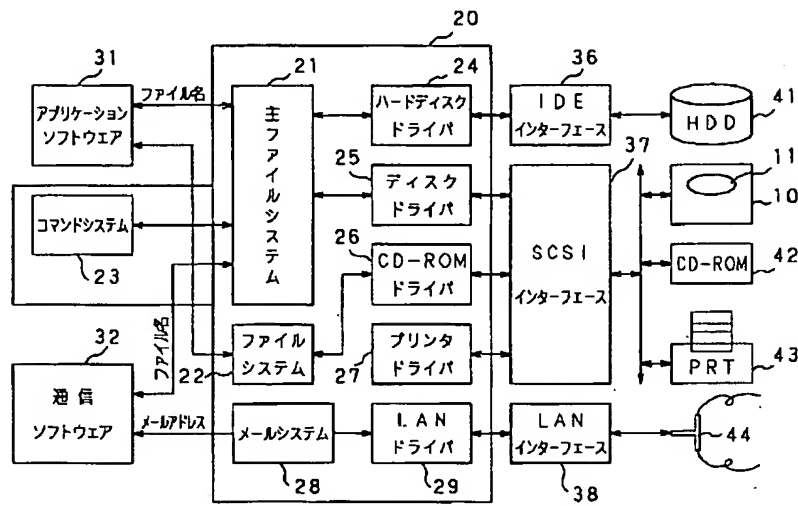 20
31
21
24
36
アプリケーション
ソフトウェア
ファイル名
主ファイルシステム
ハードディスク
ドライバ
IDE
インターフェース
HDD
41
25
37
ディスク
ドライバ
11
10
コマンドシステム
23
26
CD-ROM
ドライバ
SCSI
インターフェース
CD-ROM
42
32
ファイル名
22
ファイル
システム
27
プリンタ
ドライバ
PRT
43
通信
ソフトウェア
メールアドレス
メールシステム
LAN
ドライバ
LAN
インターフェース
44
28
29
38